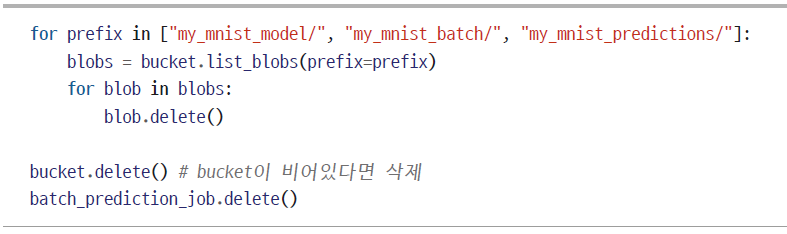 for prefix in ["my_mnist_model/", "my_mnist_batch/", "my_mnist_predictions/"]:
    blobs = bucket.list_blobs(prefix=prefix)
    for blob in blobs:
        blob.delete()

bucket.delete() # bucket이 비어있다면 삭제
batch_prediction_job.delete()